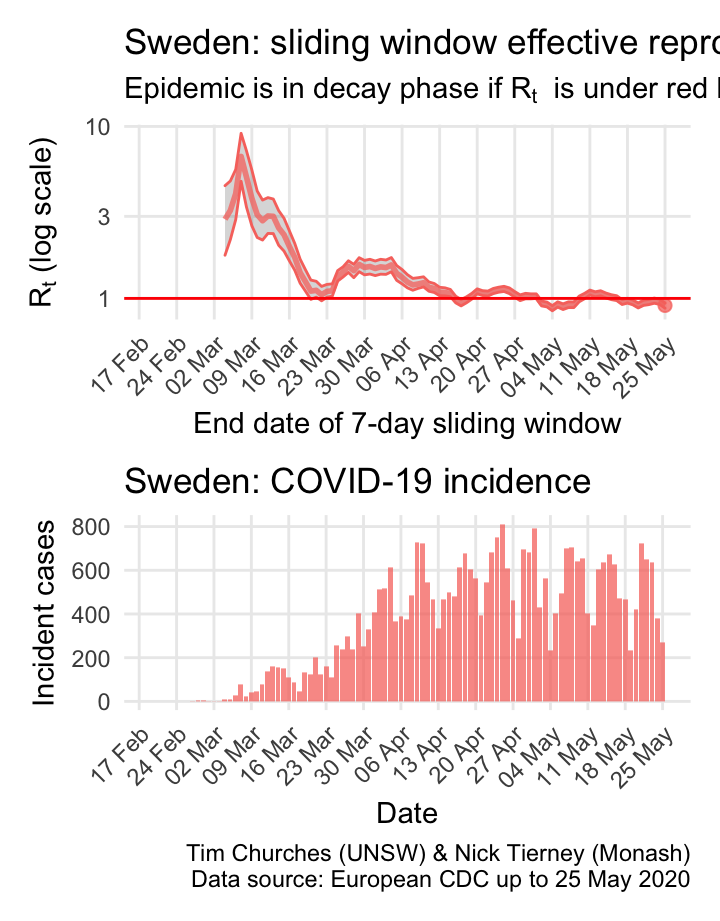 Sweden: sliding window effective repro
Epidemic is in decay phase if Rt is under red l
10
3
1
Rt (log scale)
17 Feb
24 Feb
02 Mar
09 Mar
16 Mar
23 Mar
30 Mar
06 Apr
13 Apr
20 Apr
27 Apr
04 May
11 May
18 May
25 May
End date of 7-day sliding window
Sweden: COVID-19 incidence
800
600
400
200
0
Incident cases
17 Feb
24 Feb
02 Mar
09 Mar
16 Mar
23 Mar
30 Mar
06 Apr
13 Apr
20 Apr
27 Apr
04 May
11 May
18 May
25 May
Date
Tim Churches (UNSW) & Nick Tierney (Monash)
Data source: European CDC up to 25 May 2020